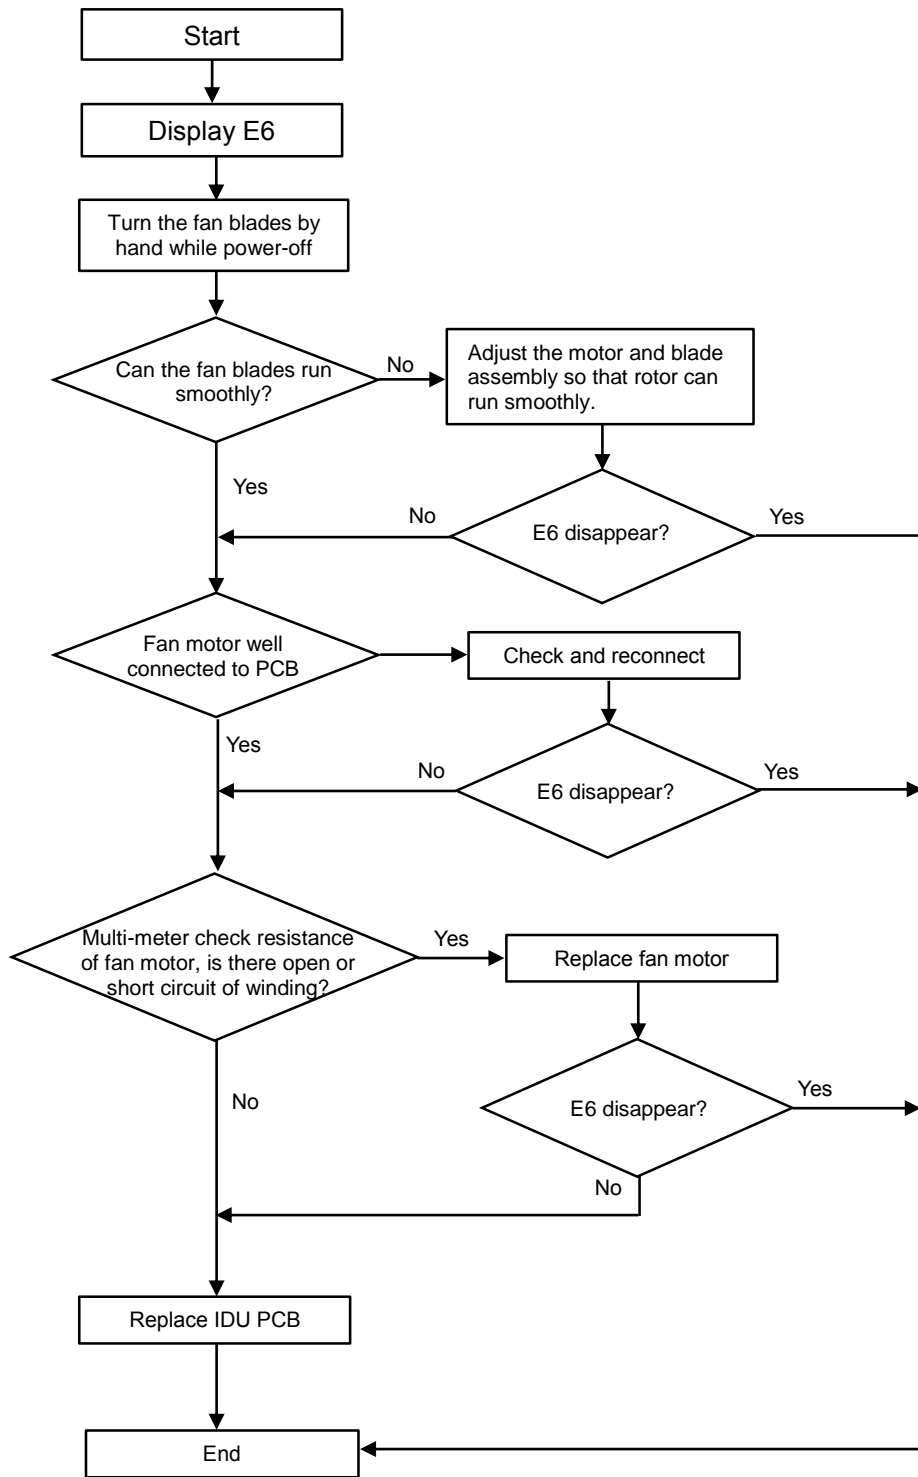 Start
Display E6
Turn the fan blades by
hand while power-off
Can the fan blades run
smoothly?
No
Adjust the motor and blade
assembly so that rotor can
run smoothly.
Yes
No
E6 disappear?
Yes
Fan motor well
connected to PCB
Check and reconnect
Yes
No
E6 disappear?
Yes
Multi-meter check resistance
of fan motor, is there open or
short circuit of winding?
Yes
Replace fan motor
No
E6 disappear?
Yes
No
Replace IDU PCB
End